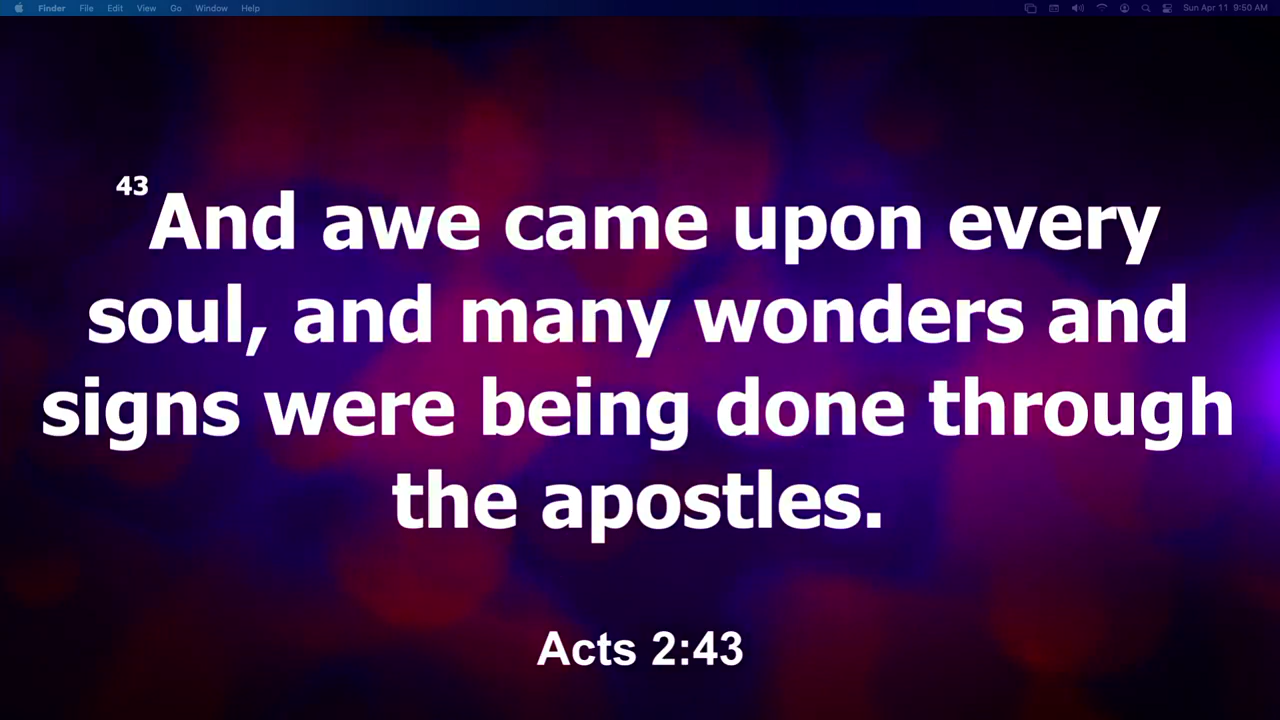 Finder File Edit View Go Window Help Sun Apr 11 9:50 AM
43 And awe came upon every
soul, and many wonders and
signs were being done through
the apostles.
Acts 2:43